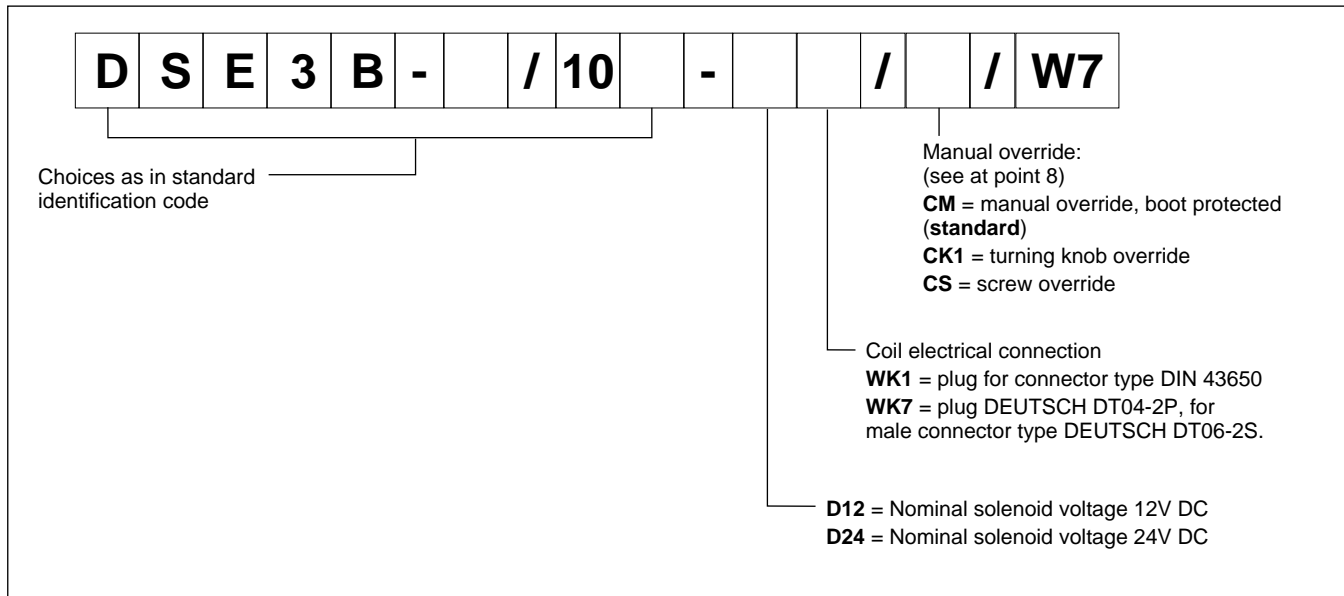 D S E 3 B - / 10 - / / W7
Choices as in standard
identification code
Manual override:
(see at point 8)
CM = manual override, boot protected
(standard)
CK1 = turning knob override
CS = screw override
Coil electrical connection
WK1 = plug for connector type DIN 43650
WK7 = plug DEUTSCH DT04-2P, for
male connector type DEUTSCH DT06-2S.
D12 = Nominal solenoid voltage 12V DC
D24 = Nominal solenoid voltage 24V DC